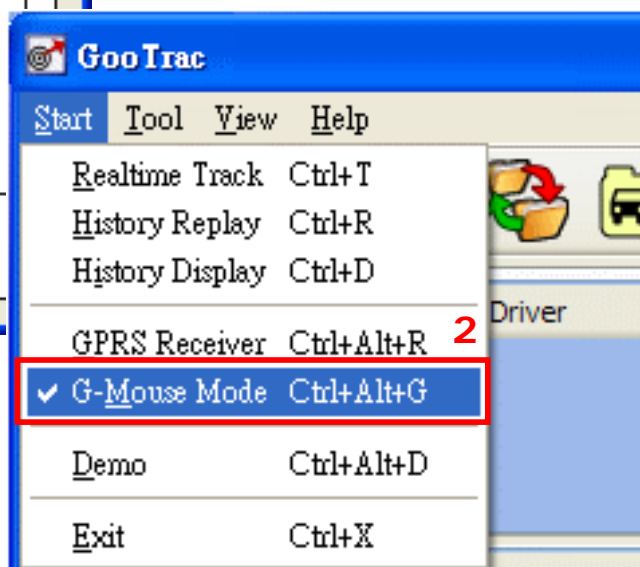 GooTrac
Start Tool View Help
Realtime Track Ctrl+T
History Replay Ctrl+R
History Display Ctrl+D
Driver
2
GPRS Receiver Ctrl+Alt+R
G-Mouse Mode Ctrl+Alt+G
Demo Ctrl+Alt+D
Exit Ctrl+X